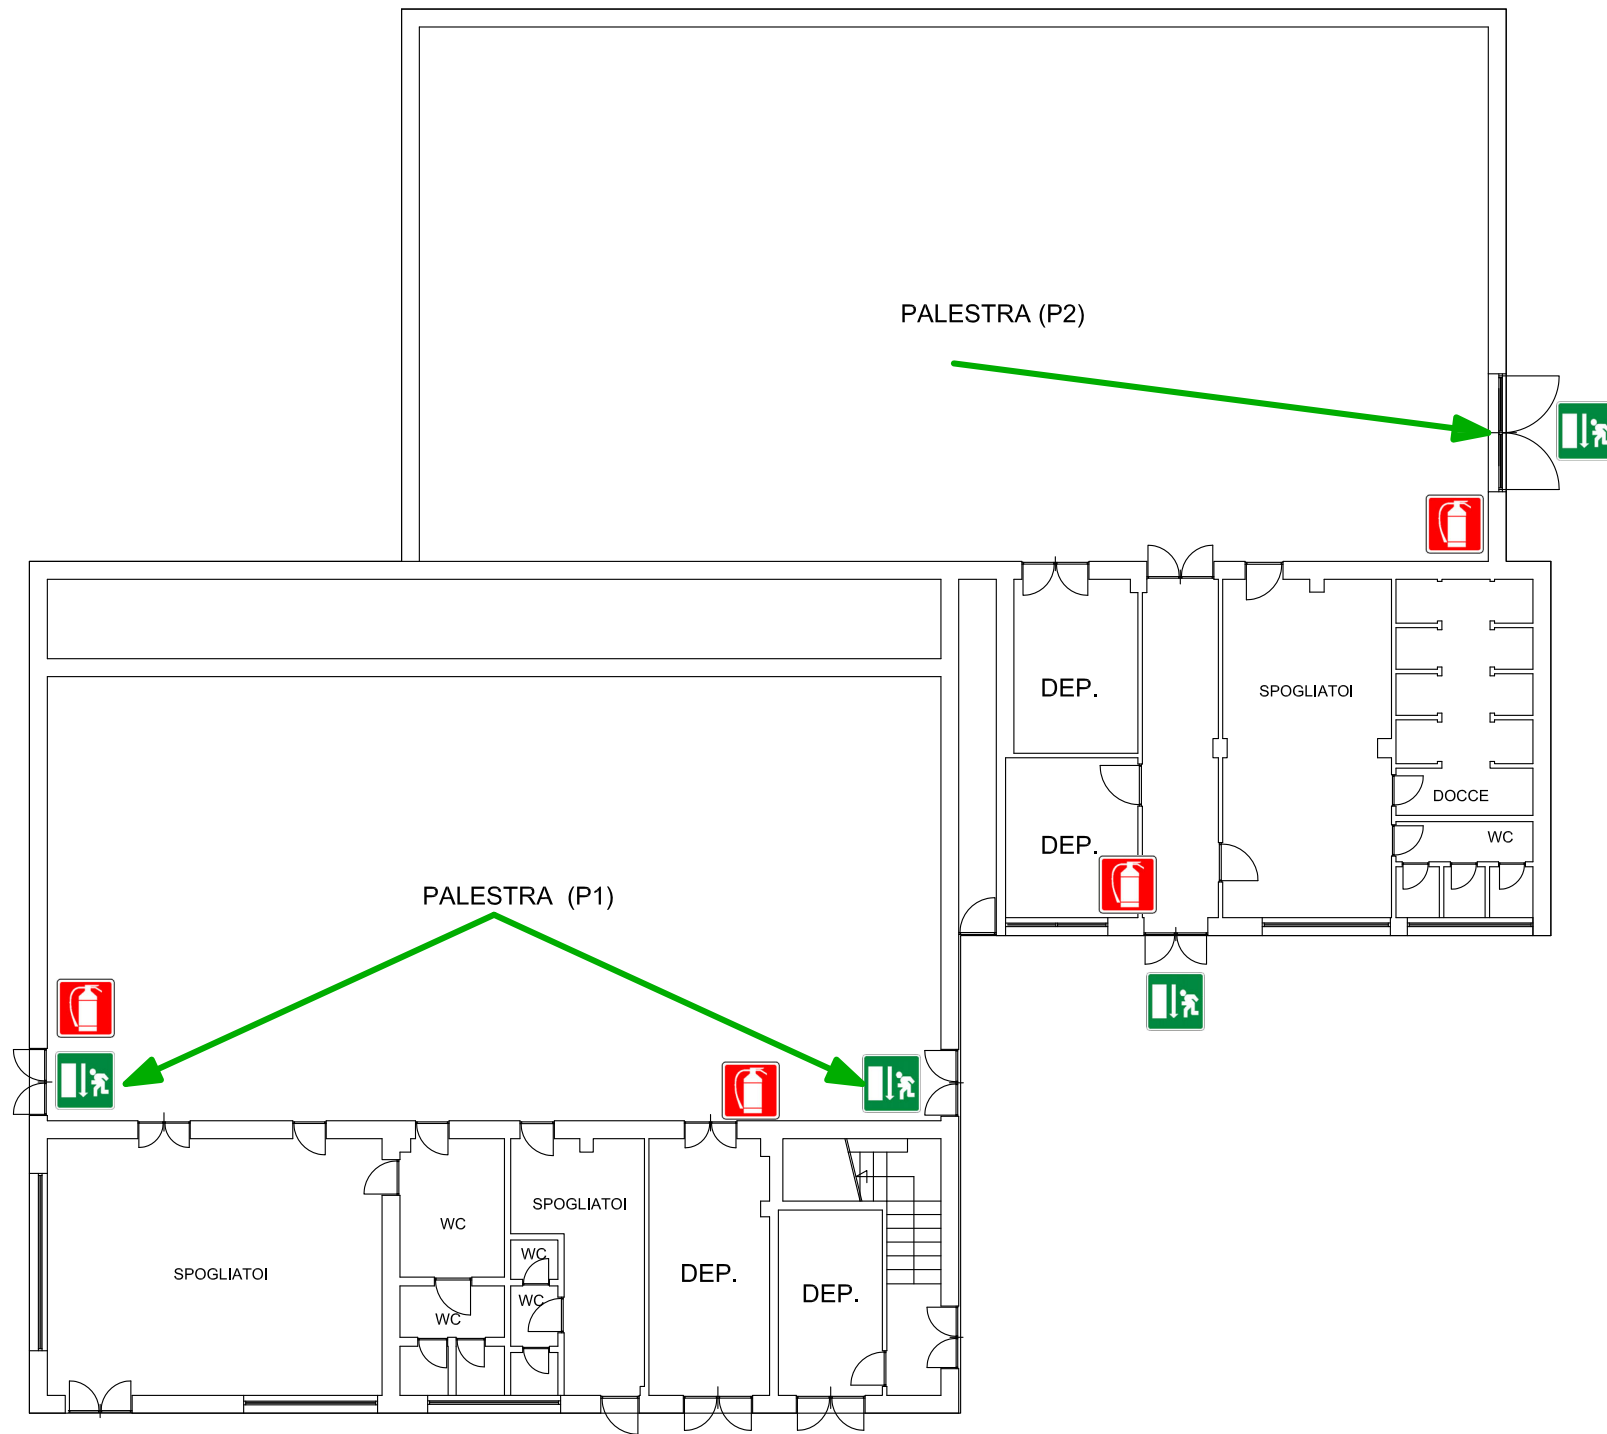 PALESTRA (P2)
DEP.
SPOGLIATOI
DOCCE
WC
DEP.
PALESTRA (P1)
SPOGLIATOI
WC
SPOGLIATOI
WC
WC
WC
DEP.
DEP.